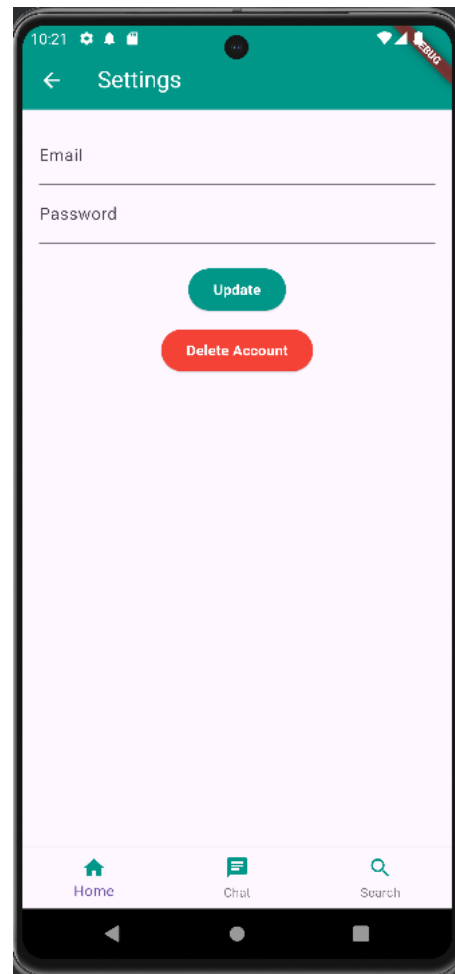 10:21
DEBUG
Settings
Email
Password
Update
Delete Account
Home Chat Search